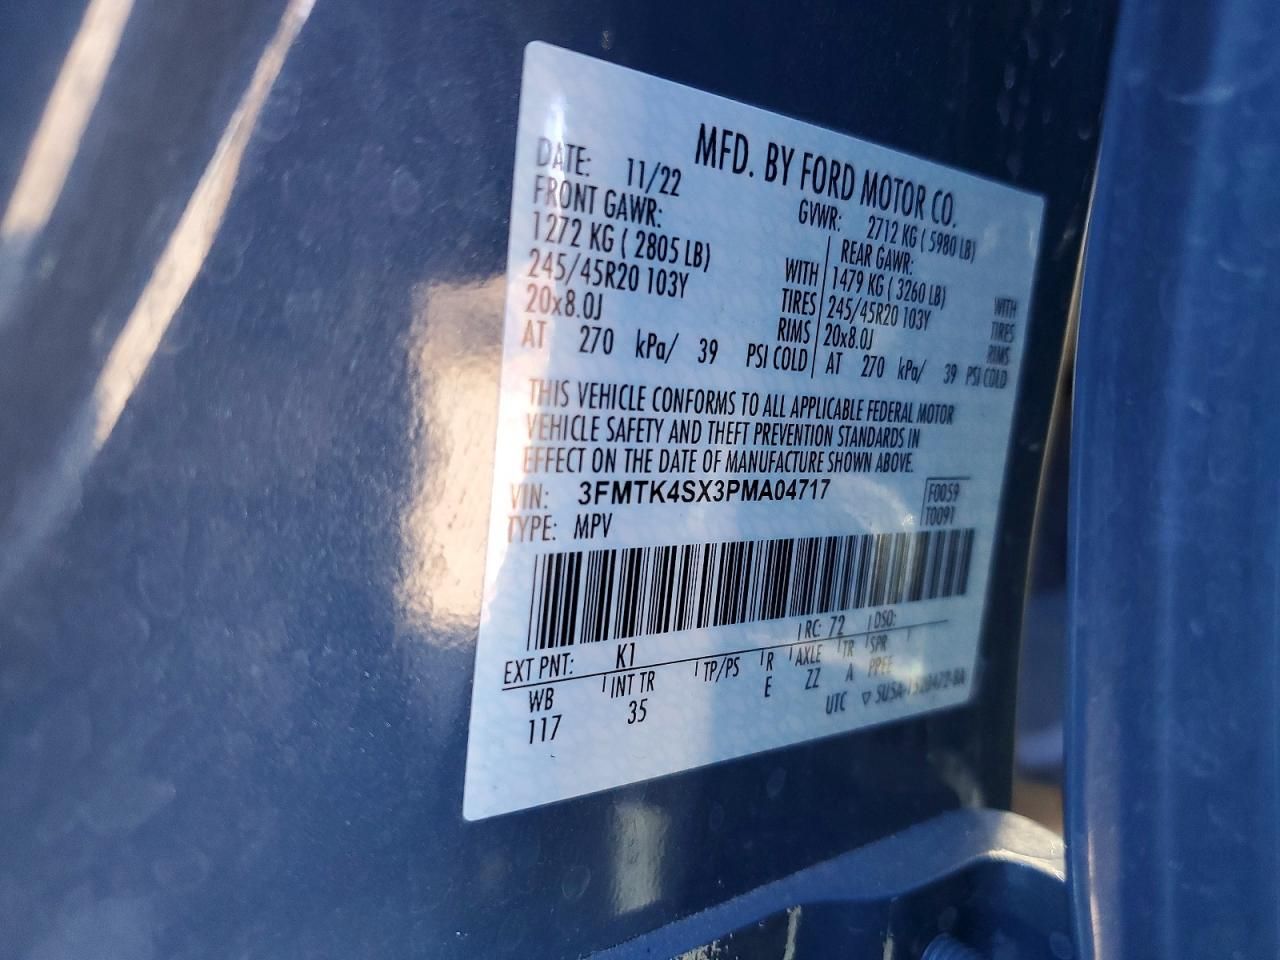 MFD. BY FORD MOTOR CO.
DATE: 11/22 GVWR: 2712 KG ( 5980 LB)
FRONT GAWR: REAR GAWR:
1272 KG ( 2805 LB) WITH 1479 KG ( 3260 LB) WITH
245/45R20 103Y TIRES 245/45R20 103Y TIRES
20x8.0J RIMS 20x8.0J RIMS
AT 270 kPa/ 39 PSI COLD AT 270 kPa/ 39 PSI COLD
THIS VEHICLE CONFORMS TO ALL APPLICABLE FEDERAL MOTOR
VEHICLE SAFETY AND THEFT PREVENTION STANDARDS IN
EFFECT ON THE DATE OF MANUFACTURE SHOWN ABOVE.
VIN: 3FMTK4SX3PMA04717 F0059
TYPE: MPV T0091
EXT PNT: K1 RC: 72 DSO:
WB INT TR TP/PS R AXLE TR SPR
117 35 E ZZ A PPEE
UTC